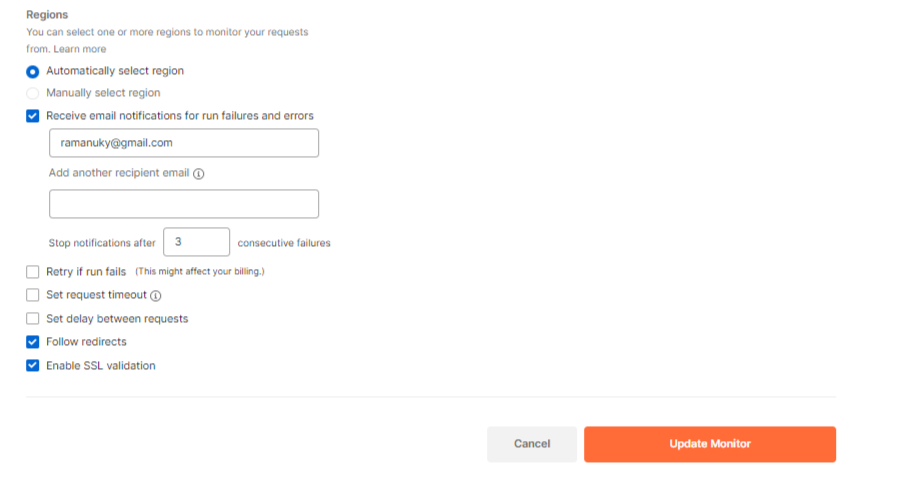 Regions
You can select one or more regions to monitor your requests
from. Learn more
Automatically select region
Manually select region
Receive email notifications for run failures and errors
ramanuky@gmail.com
Add another recipient email
Stop notifications after 3 consecutive failures
Retry if run fails (This might affect your billing.)
Set request timeout
Set delay between requests
Follow redirects
Enable SSL validation
Cancel Update Monitor